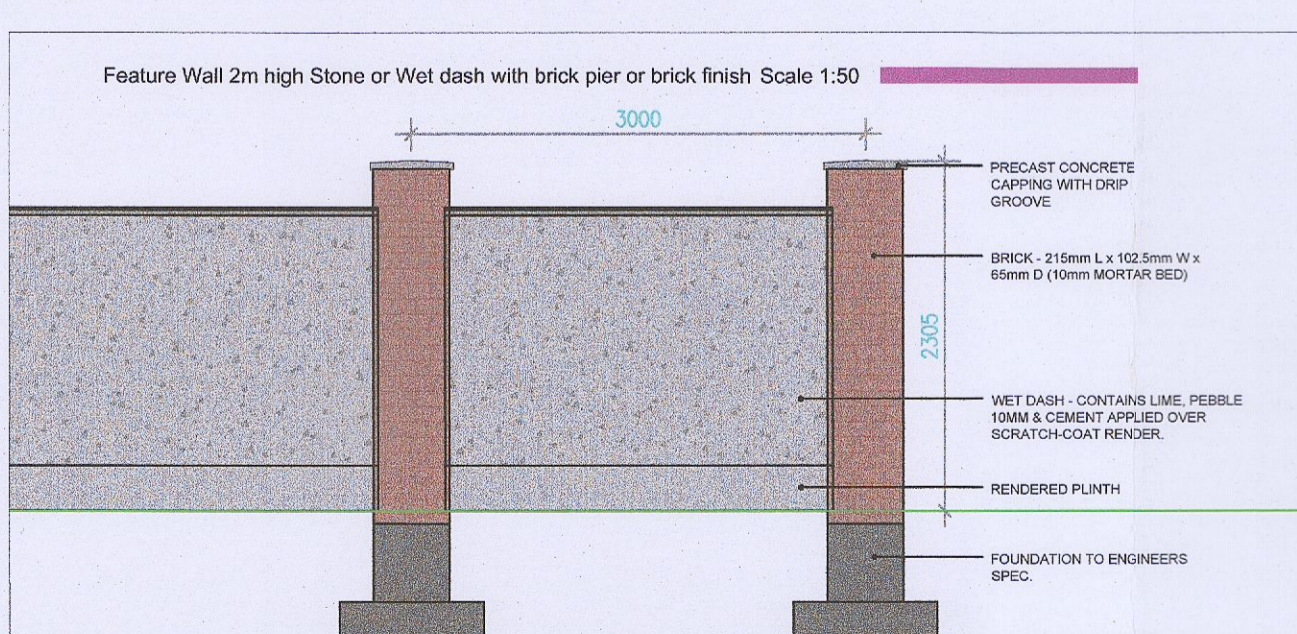 Feature Wall 2m high Stone or Wet dash with brick pier or brick finish Scale 1:50
3000
PRECAST CONCRETE
CAPPING WITH DRIP
GROOVE
BRICK - 215mm L x 102.5mm W x
65mm D (10mm MORTAR BED)
2305
WET DASH - CONTAINS LIME, PEBBLE
10MM & CEMENT APPLIED OVER
SCRATCH-COAT RENDER.
RENDERED PLINTH
FOUNDATION TO ENGINEERS
SPEC.